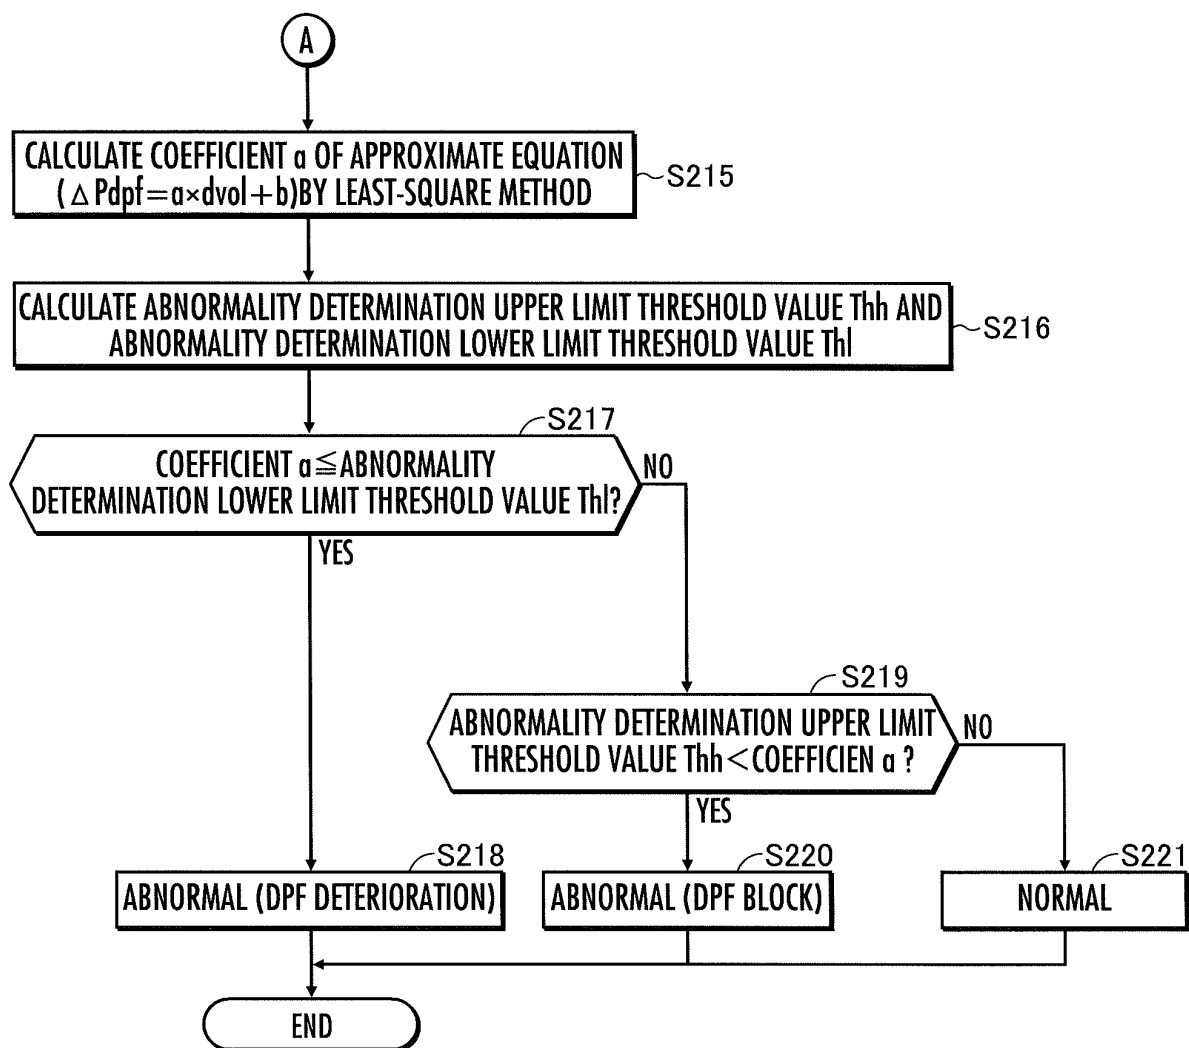 A
CALCULATE COEFFICIENT a OF APPROXIMATE EQUATION
(ΔPdpf=a×dvol+b)BY LEAST-SQUARE METHOD
S215
CALCULATE ABNORMALITY DETERMINATION UPPER LIMIT THRESHOLD VALUE Thh AND
ABNORMALITY DETERMINATION LOWER LIMIT THRESHOLD VALUE Thl
S216
S217
COEFFICIENT a≦ABNORMALITY
DETERMINATION LOWER LIMIT THRESHOLD VALUE Thl?
NO
YES
S219
ABNORMALITY DETERMINATION UPPER LIMIT
THRESHOLD VALUE Thh<COEFFICIEN a ?
NO
YES
S218
ABNORMAL (DPF DETERIORATION)
S220
ABNORMAL (DPF BLOCK)
S221
NORMAL
END